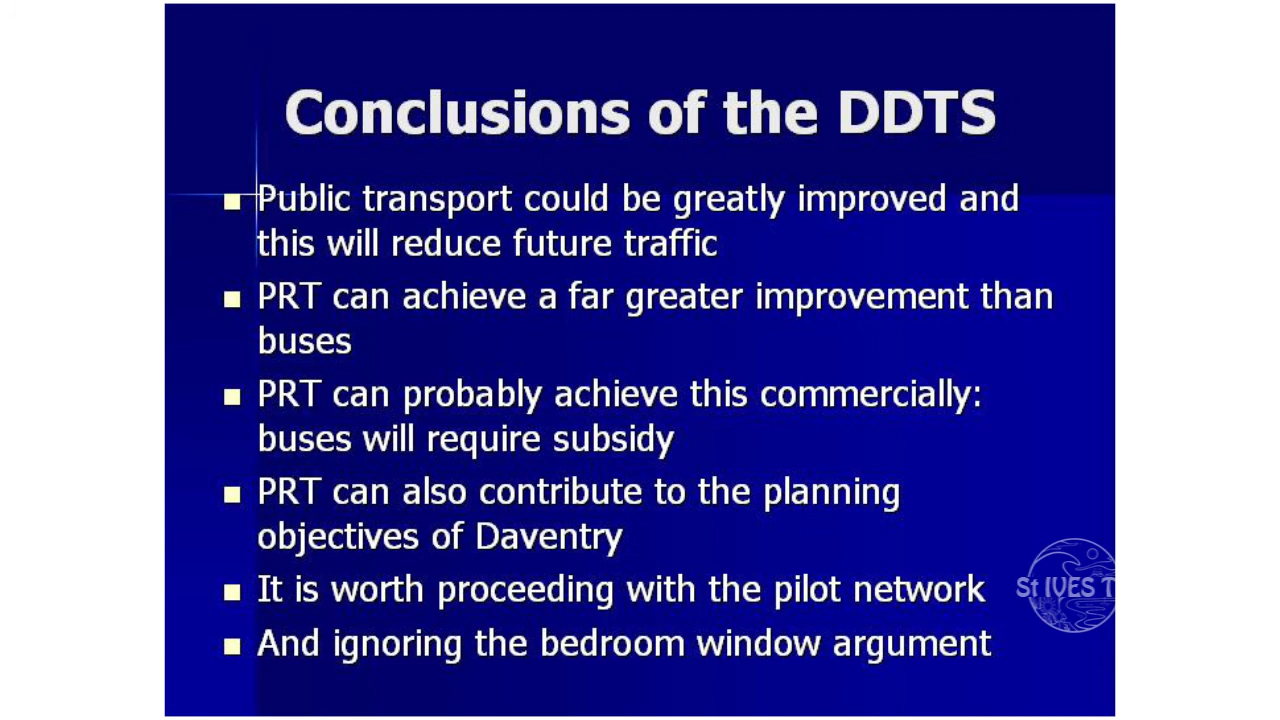 Conclusions of the DDTS
Public transport could be greatly improved and
this will reduce future traffic
PRT can achieve a far greater improvement than
buses
PRT can probably achieve this commercially:
buses will require subsidy
PRT can also contribute to the planning
objectives of Daventry
It is worth proceeding with the pilot network
And ignoring the bedroom window argument
St IVES T